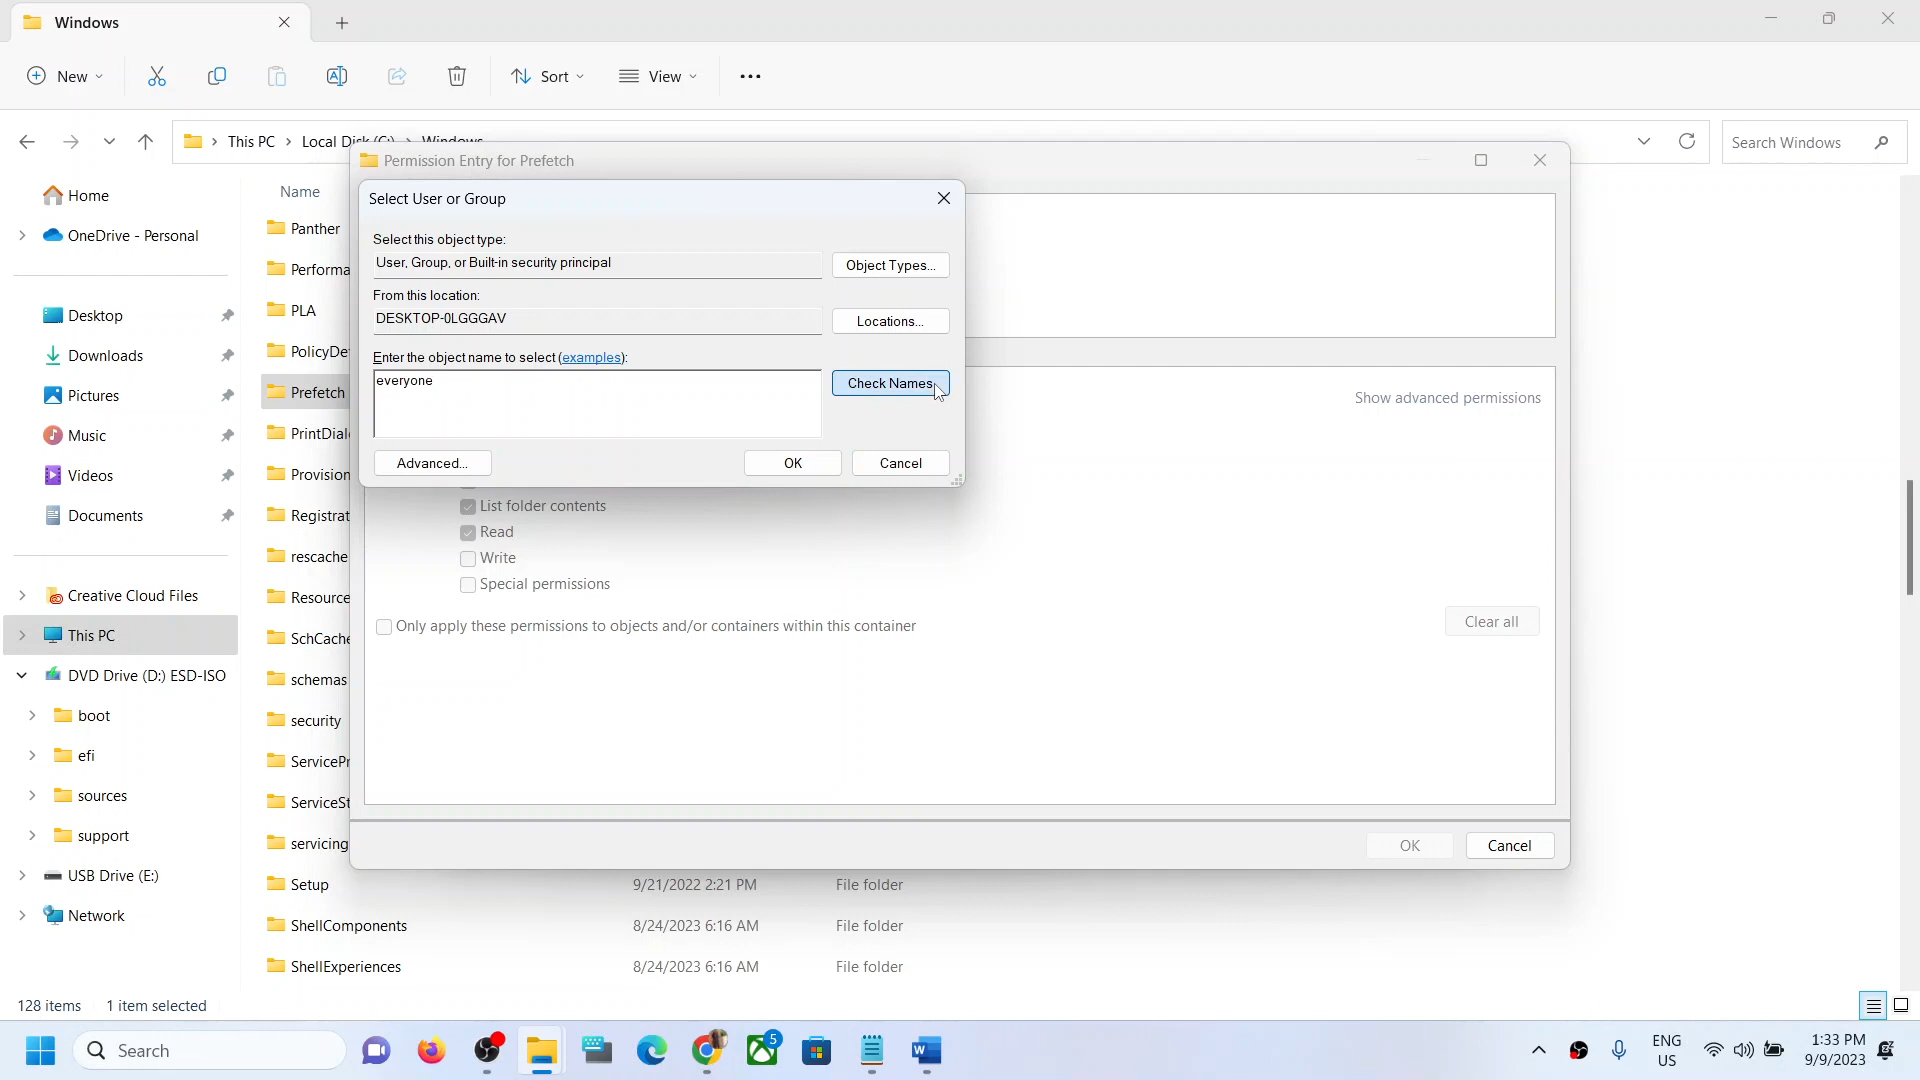 Windows
New
Sort
View
This PC > Local Disk (C:) > Windows
Search Windows
Permission Entry for Prefetch
Home
OneDrive - Personal
Desktop
Downloads
Pictures
Music
Videos
Documents
Creative Cloud Files
This PC
DVD Drive (D:) ESD-ISO
boot
efi
sources
support
USB Drive (E:)
Network
Name
Panther
Performa
PLA
PolicyDe
Prefetch
PrintDial
Provision
Registrat
rescache
Resource
SchCache
schemas
security
ServicePr
ServiceSt
servicing
Setup 9/21/2022 2:21 PM File folder
ShellComponents 8/24/2023 6:16 AM File folder
ShellExperiences 8/24/2023 6:16 AM File folder
Select User or Group
Select this object type:
User, Group, or Built-in security principal
Object Types...
From this location:
DESKTOP-0LGGGAV
Locations...
Enter the object name to select (examples):
everyone
Check Names
Advanced...
OK
Cancel
Show advanced permissions
List folder contents
Read
Write
Special permissions
Only apply these permissions to objects and/or containers within this container
Clear all
OK
Cancel
128 items 1 item selected
Search
5
ENG
US
1:33 PM
9/9/2023